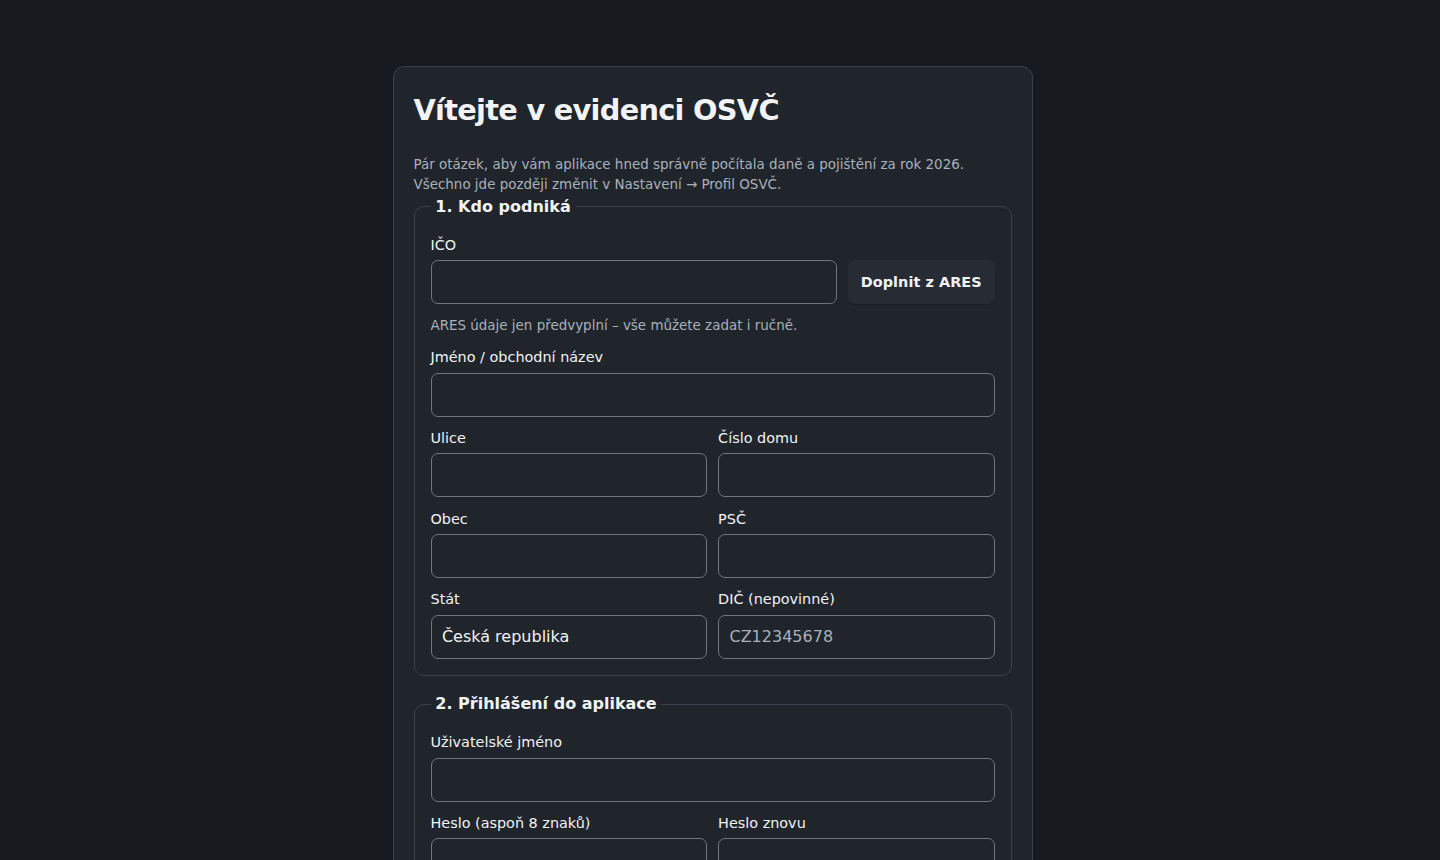 Vítejte v evidenci OSVČ
Pár otázek, aby vám aplikace hned správně počítala daně a pojištění za rok 2026.
Všechno jde později změnit v Nastavení → Profil OSVČ.
1. Kdo podniká
IČO
Doplnit z ARES
ARES údaje jen předvyplní – vše můžete zadat i ručně.
Jméno / obchodní název
Ulice
Číslo domu
Obec
PSČ
Stát
DIČ (nepovinné)
Česká republika
CZ12345678
2. Přihlášení do aplikace
Uživatelské jméno
Heslo (aspoň 8 znaků)
Heslo znovu